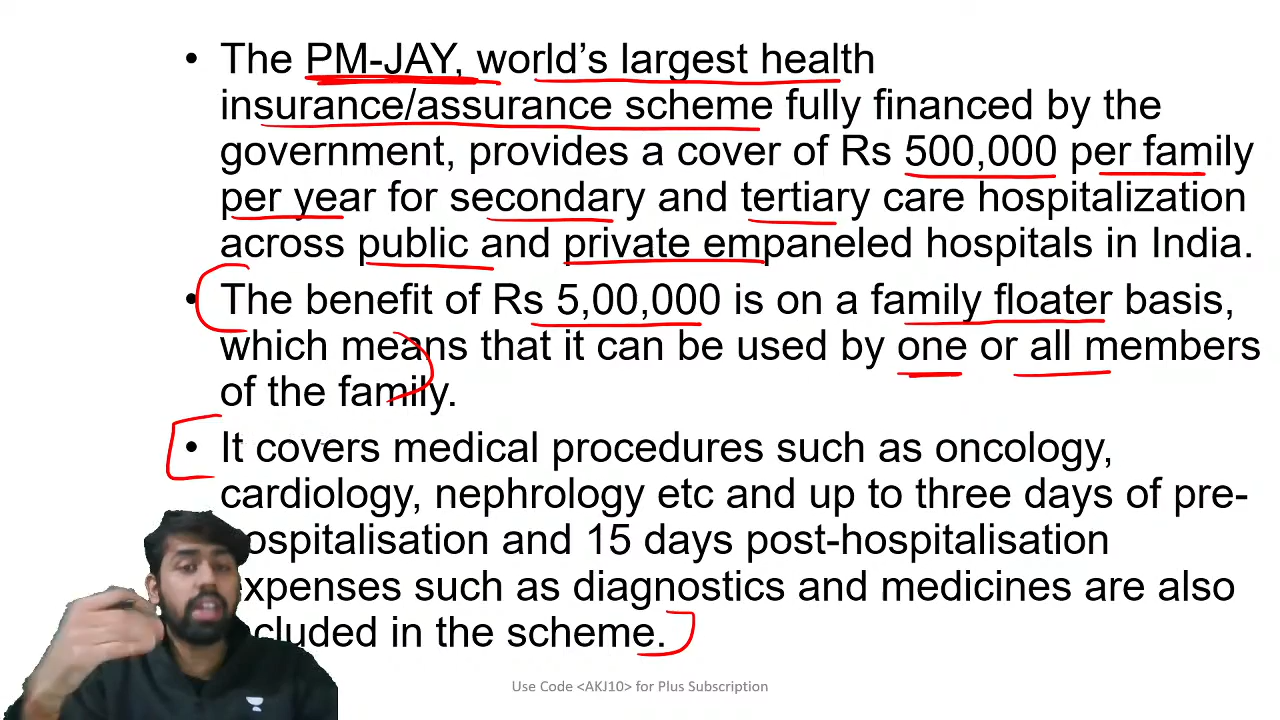 • The PM-JAY, world's largest health
insurance/assurance scheme fully financed by the
government, provides a cover of Rs 500,000 per family
per year for secondary and tertiary care hospitalization
across public and private empaneled hospitals in India.
• The benefit of Rs 5,00,000 is on a family floater basis,
which means that it can be used by one or all members
of the family.
• It covers medical procedures such as oncology,
cardiology, nephrology etc and up to three days of pre-
ospitalisation and 15 days post-hospitalisation
expenses such as diagnostics and medicines are also
cluded in the scheme.
Use Code <AKJ10> for Plus Subscription